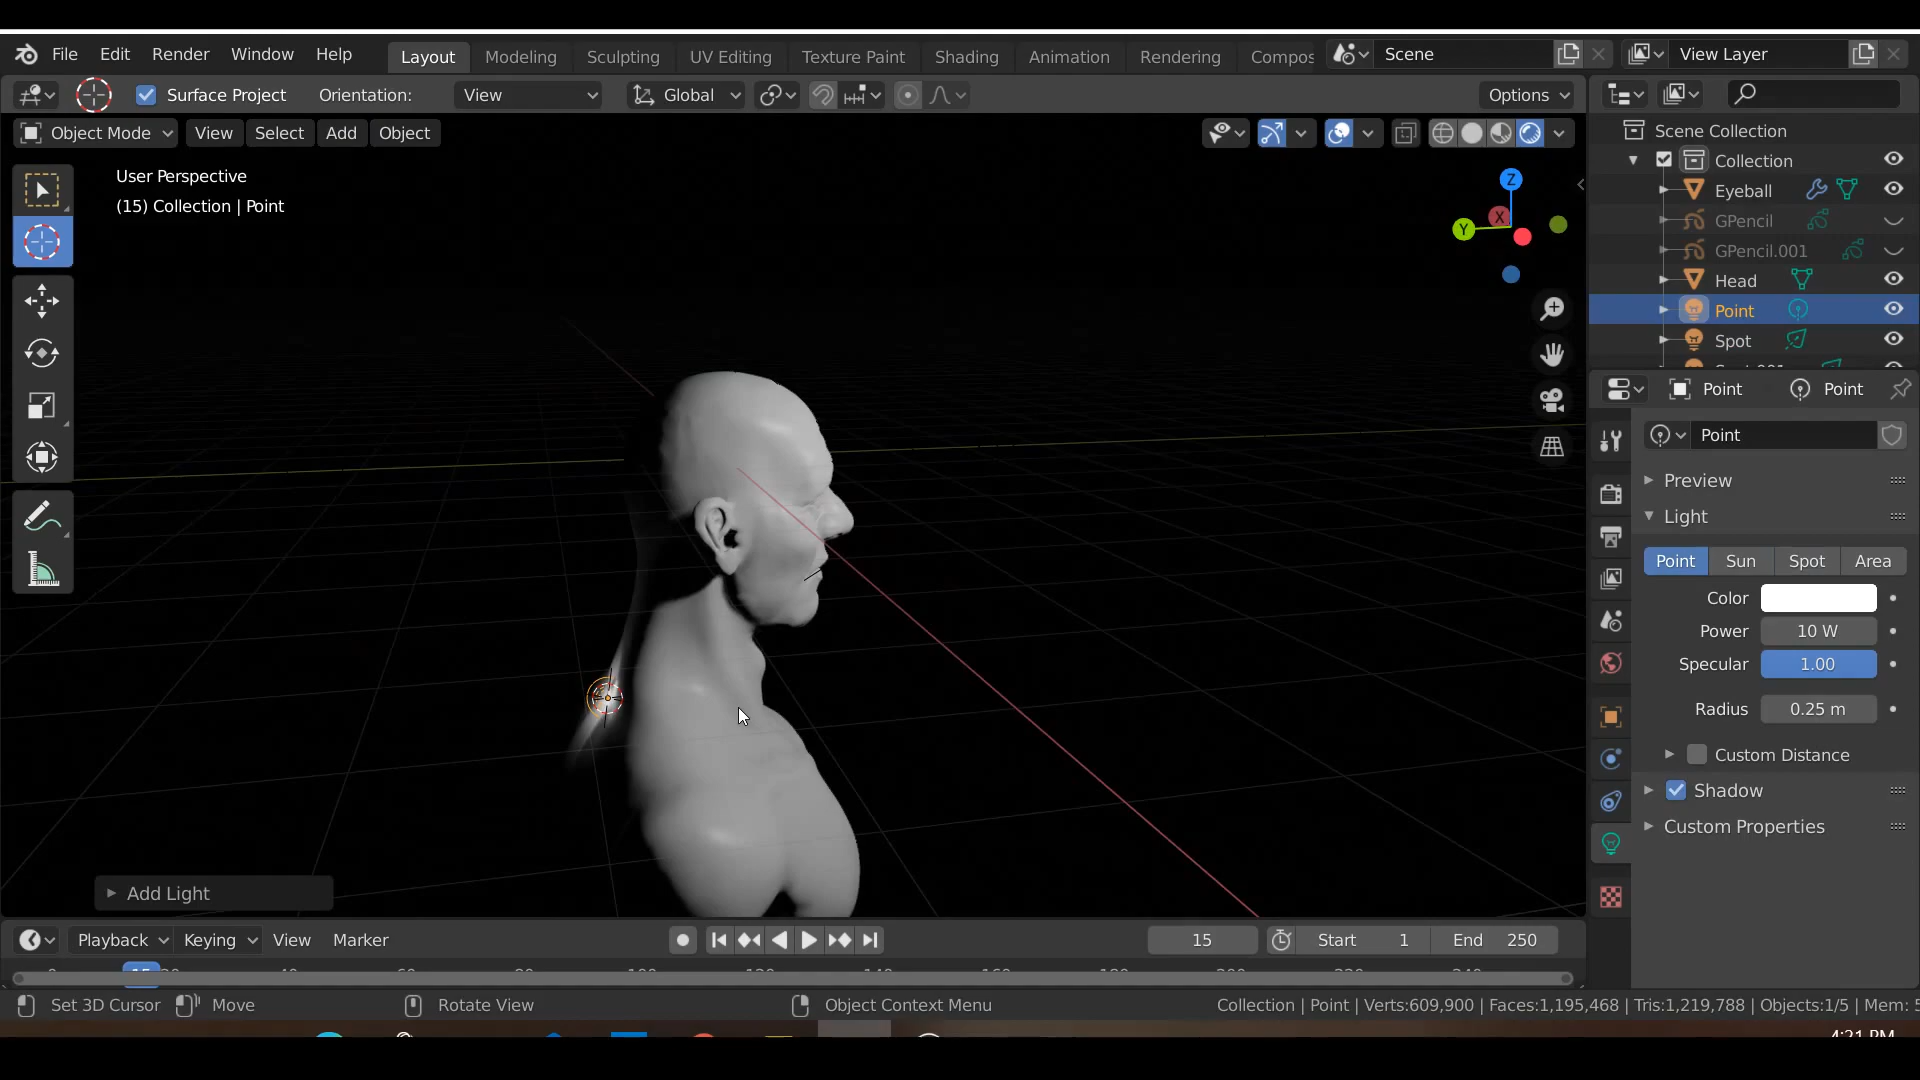 File Edit Render Window Help Layout Modeling Sculpting UV Editing Texture Paint Shading Animation Rendering Compos Scene View Layer
Surface Project Orientation: View Global Options
Object Mode View Select Add Object
User Perspective
(15) Collection | Point
Z
X
Y
Scene Collection
Collection
Eyeball
GPencil
GPencil.001
Head
Point
Spot
Point Point
Point
Preview
Light
Point Sun Spot Area
Color
Power 10 W
Specular 1.00
Radius 0.25 m
Custom Distance
Shadow
Custom Properties
Add Light
Playback Keying View Marker 15 Start 1 End 250
Set 3D Cursor Move Rotate View Object Context Menu Collection | Point | Verts:609,900 | Faces:1,195,468 | Tris:1,219,788 | Objects:1/5 | Mem: 5
4:21 PM